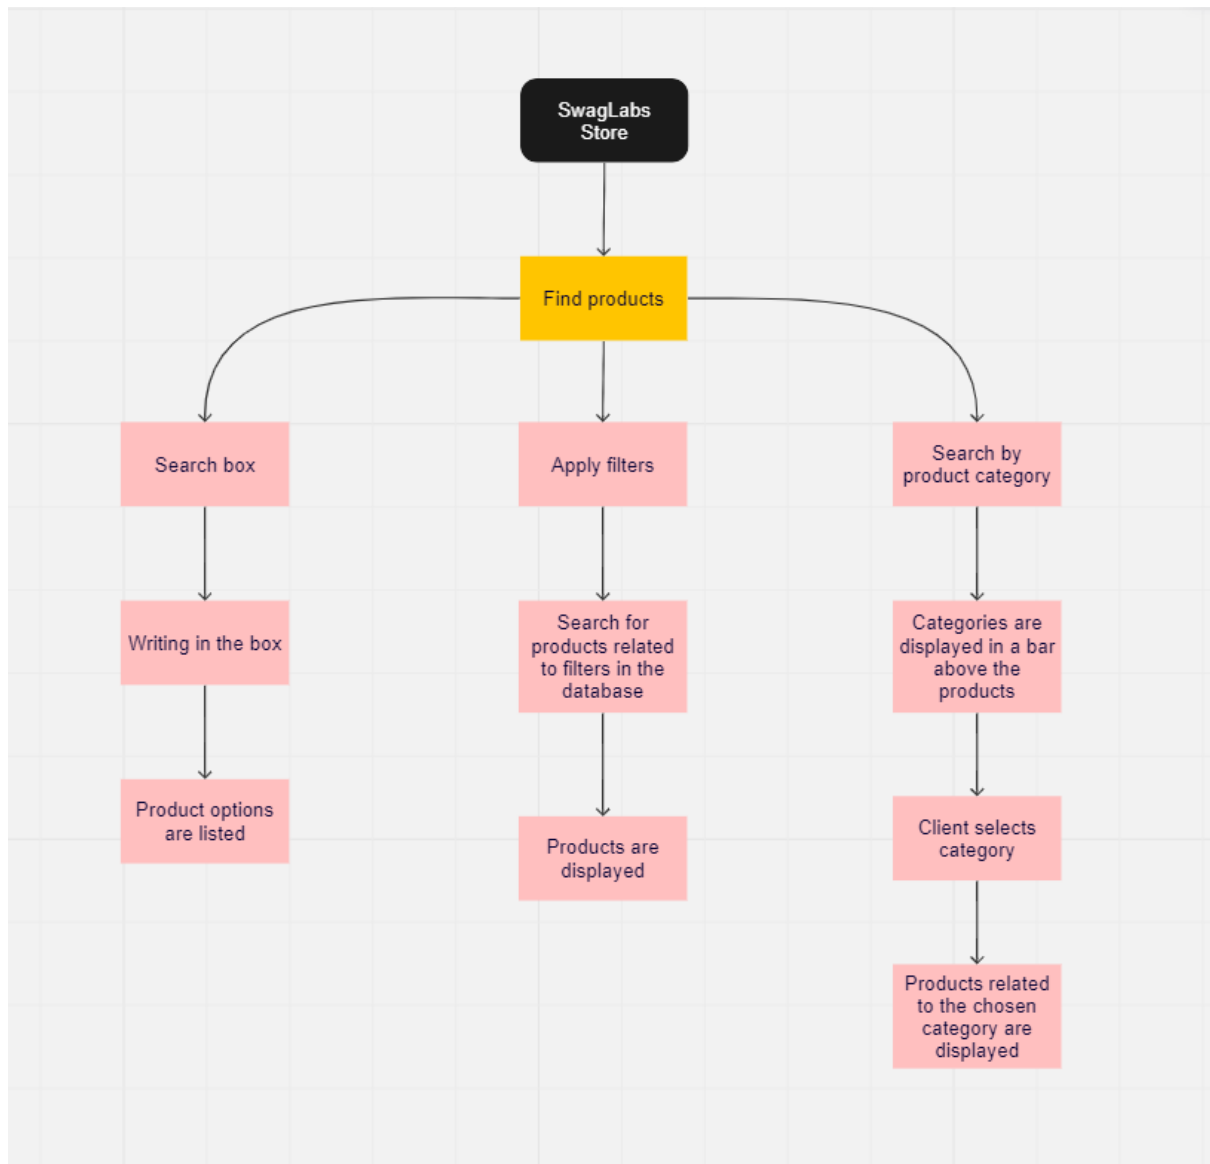 SwagLabs
Store
Find products
Search box
Apply filters
Search by
product category
Writing in the box
Search for
products related
to filters in the
database
Categories are
displayed in a bar
above the
products
Product options
are listed
Products are
displayed
Client selects
category
Products related
to the chosen
category are
displayed